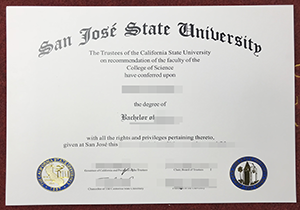 San José State University
The Trustees of the California State University
on recommendation of the faculty of the
College of Science
have conferred upon
the degree of
Bachelor of
with all the rights and privileges pertaining thereto,
given at San José this